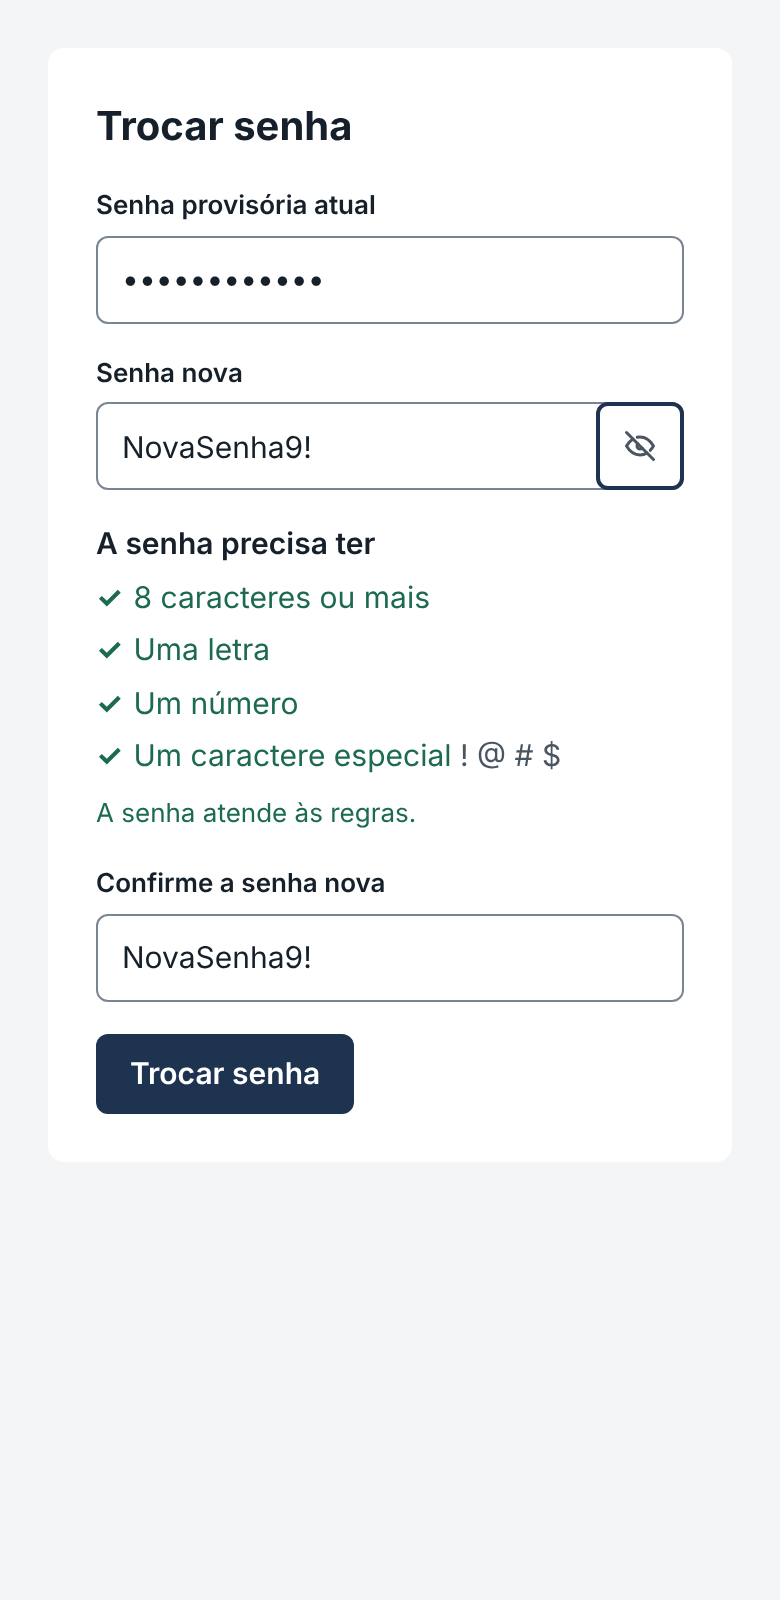 Trocar senha
Senha provisória atual
••••••••••••
Senha nova
NovaSenha9!
A senha precisa ter
✓ 8 caracteres ou mais
✓ Uma letra
✓ Um número
✓ Um caractere especial ! @ # $
A senha atende às regras.
Confirme a senha nova
NovaSenha9!
Trocar senha